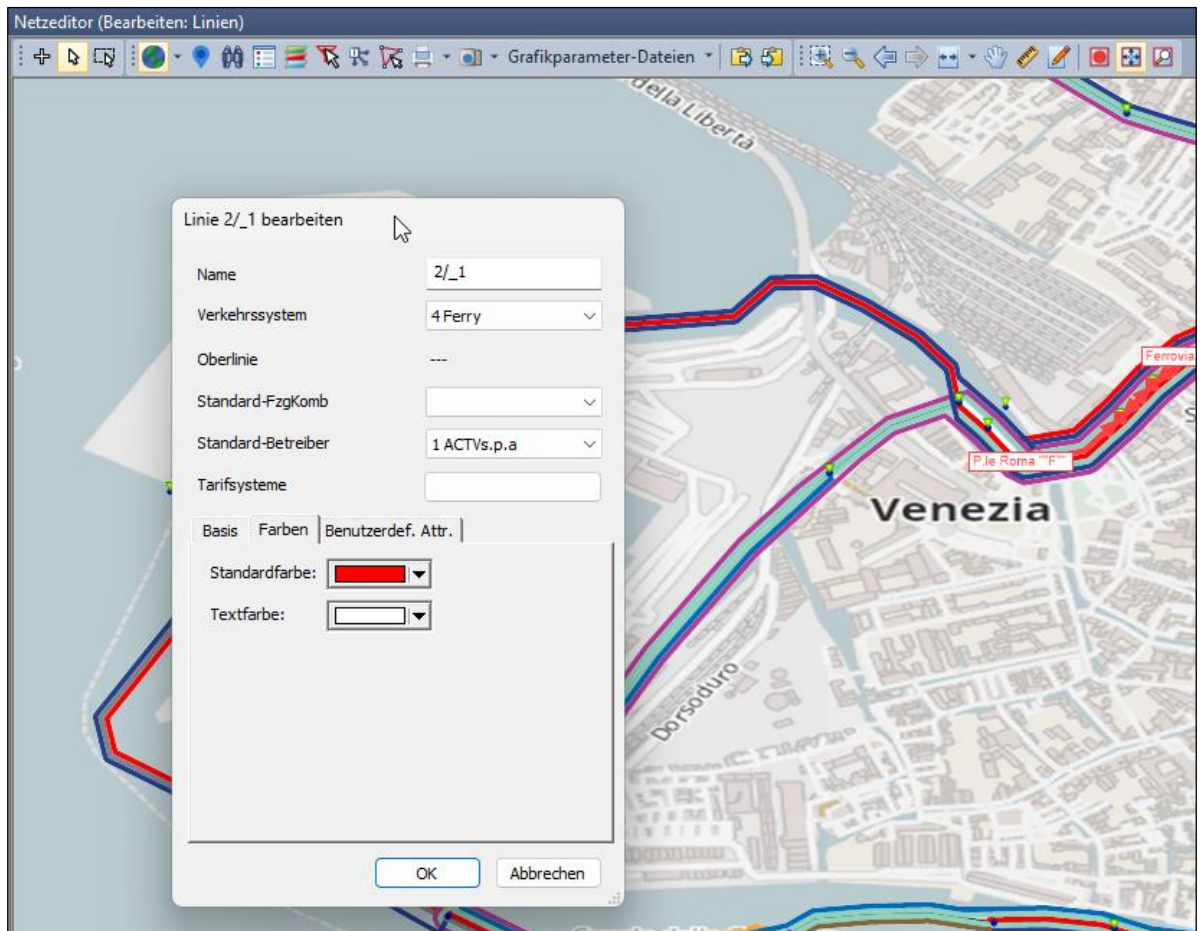 Netzeditor (Bearbeiten: Linien)
Grafikparameter-Dateien
della Libertà
Linie 2/_1 bearbeiten
Name 2/_1
Verkehrssystem 4 Ferry
Oberlinie ---
Standard-FzgKomb
Standard-Betreiber 1 ACTVs.p.a
Tarifsysteme
Basis Farben Benutzerdef. Attr.
Standardfarbe:
Textfarbe:
OK Abbrechen
Ferrovia
P.le Roma ""F""
Venezia
Dorsoduro